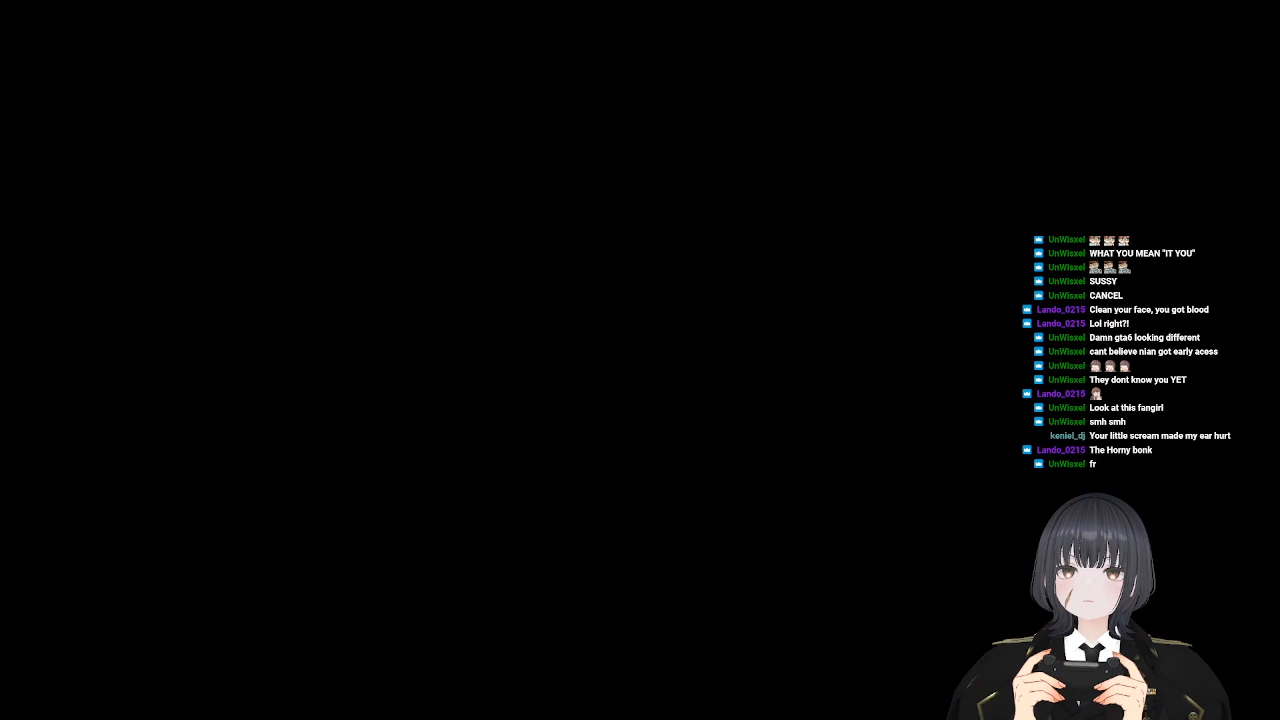 UnWisxel
UnWisxel WHAT YOU MEAN "IT YOU"
UnWisxel
UnWisxel SUSSY
UnWisxel CANCEL
Lando_0215 Clean your face, you got blood
Lando_0215 Lol right?!
UnWisxel Damn gta6 looking different
UnWisxel cant believe nian got early acess
UnWisxel
UnWisxel They dont know you YET
Lando_0215
UnWisxel Look at this fangirl
UnWisxel smh smh
keniel_dj Your little scream made my ear hurt
Lando_0215 The Horny bonk
UnWisxel fr